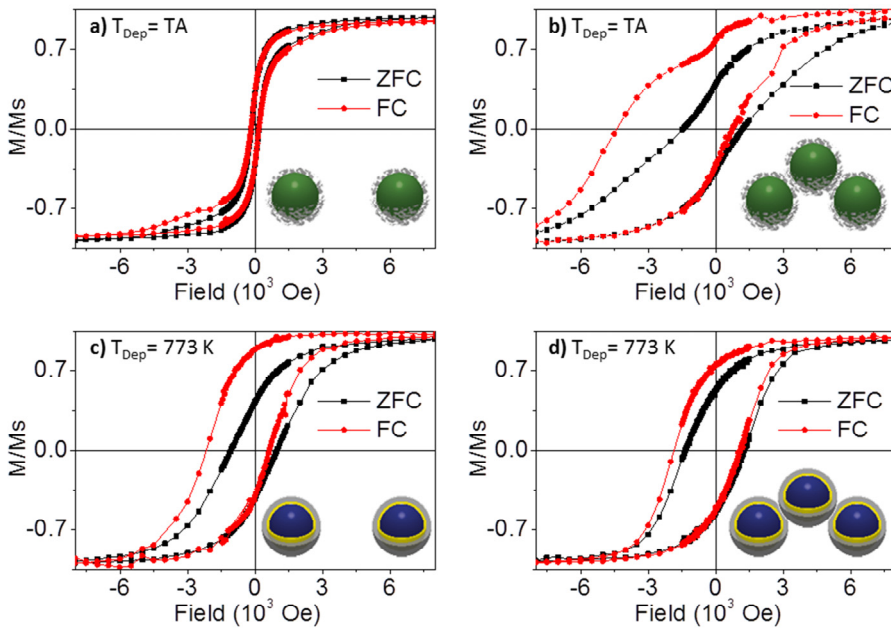 a) T_Dep= TA
b) T_Dep= TA
0.7
0.0
-0.7
M/Ms
ZFC
FC
-6 -3 0 3 6
Field (10³ Oe)
0.7
0.0
-0.7
M/Ms
ZFC
FC
-6 -3 0 3 6
Field (10³ Oe)
c) T_Dep= 773 K
d) T_Dep= 773 K
0.7
0.0
-0.7
M/Ms
ZFC
FC
-6 -3 0 3 6
Field (10³ Oe)
0.7
0.0
-0.7
M/Ms
ZFC
FC
-6 -3 0 3 6
Field (10³ Oe)